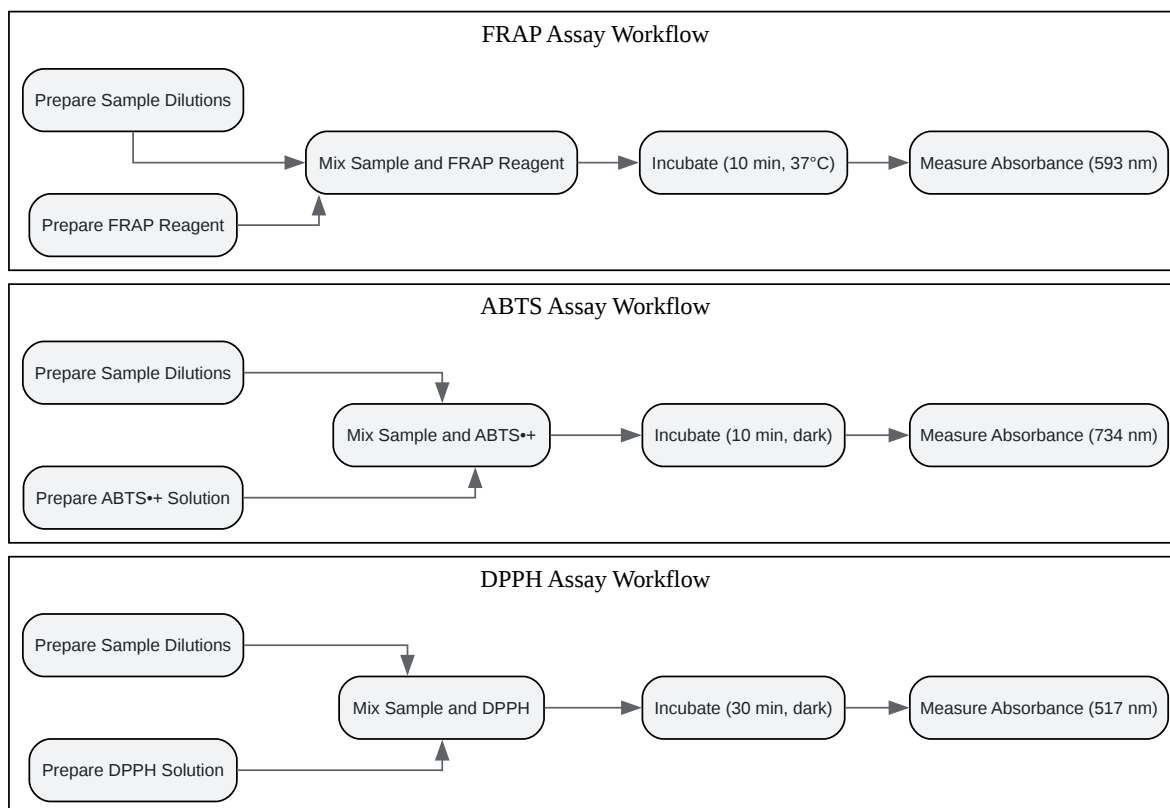 FRAP Assay Workflow
Prepare Sample Dilutions
Prepare FRAP Reagent
Mix Sample and FRAP Reagent
Incubate (10 min, 37°C)
Measure Absorbance (593 nm)
ABTS Assay Workflow
Prepare Sample Dilutions
Prepare ABTS•+ Solution
Mix Sample and ABTS•+
Incubate (10 min, dark)
Measure Absorbance (734 nm)
DPPH Assay Workflow
Prepare Sample Dilutions
Prepare DPPH Solution
Mix Sample and DPPH
Incubate (30 min, dark)
Measure Absorbance (517 nm)